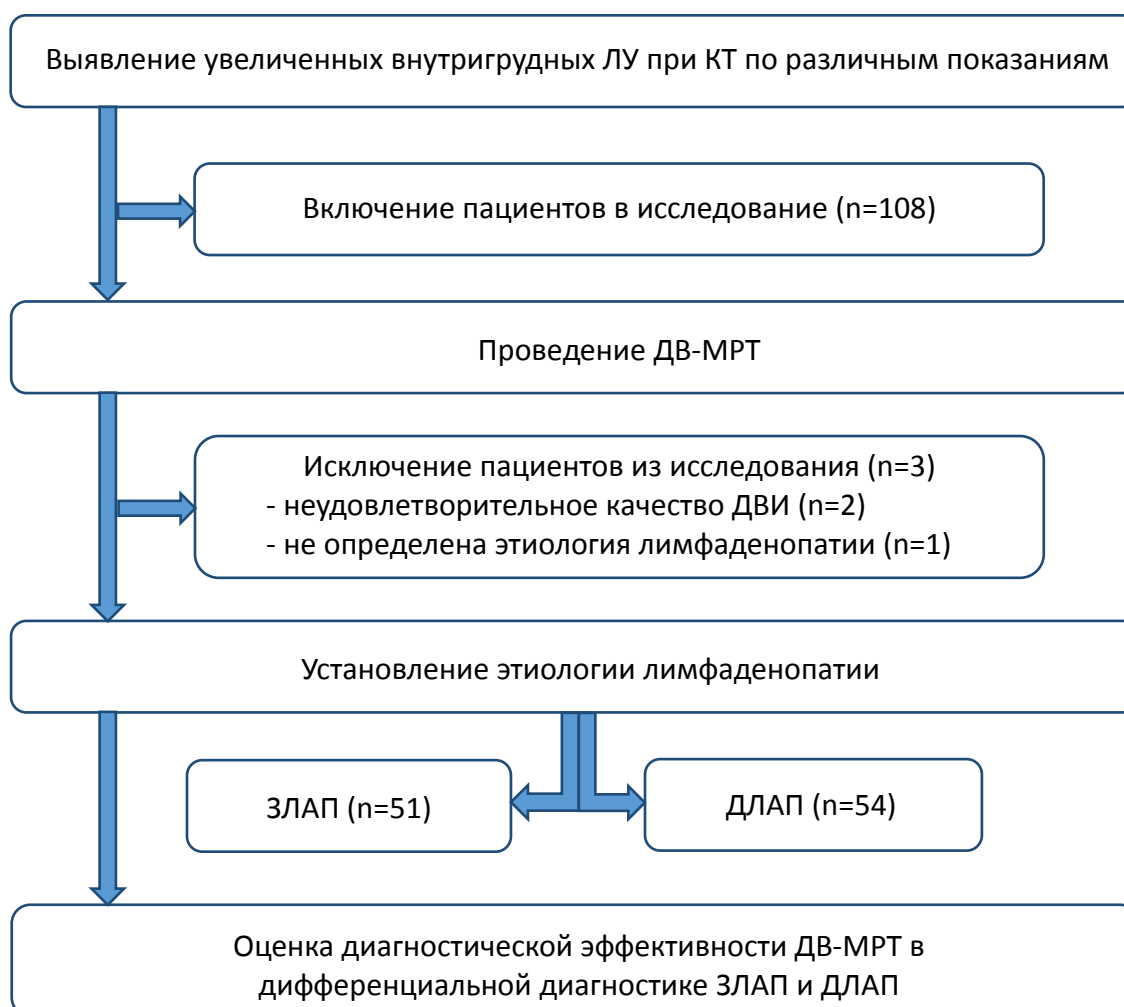 Выявление увеличенных внутригрудных ЛУ при КТ по различным показаниям
Включение пациентов в исследование (n=108)
Проведение ДВ-МРТ
Исключение пациентов из исследования (n=3)
- неудовлетворительное качество ДВИ (n=2)
- не определена этиология лимфаденопатии (n=1)
Установление этиологии лимфаденопатии
ЗЛАП (n=51)
ДЛАП (n=54)
Оценка диагностической эффективности ДВ-МРТ в
дифференциальной диагностике ЗЛАП и ДЛАП